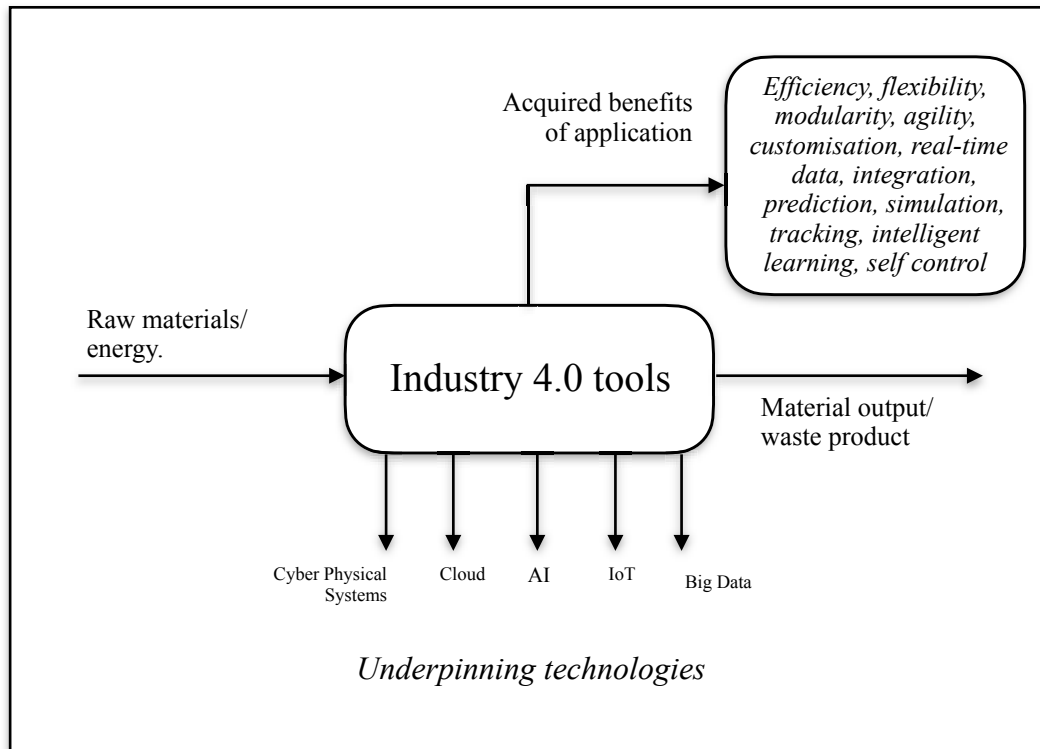 Acquired benefits
of application
Efficiency, flexibility,
modularity, agility,
customisation, real-time
data, integration,
prediction, simulation,
tracking, intelligent
learning, self control
Raw materials/
energy.
Industry 4.0 tools
Material output/
waste product
Cyber Physical
Systems
Cloud
AI
IoT
Big Data
Underpinning technologies